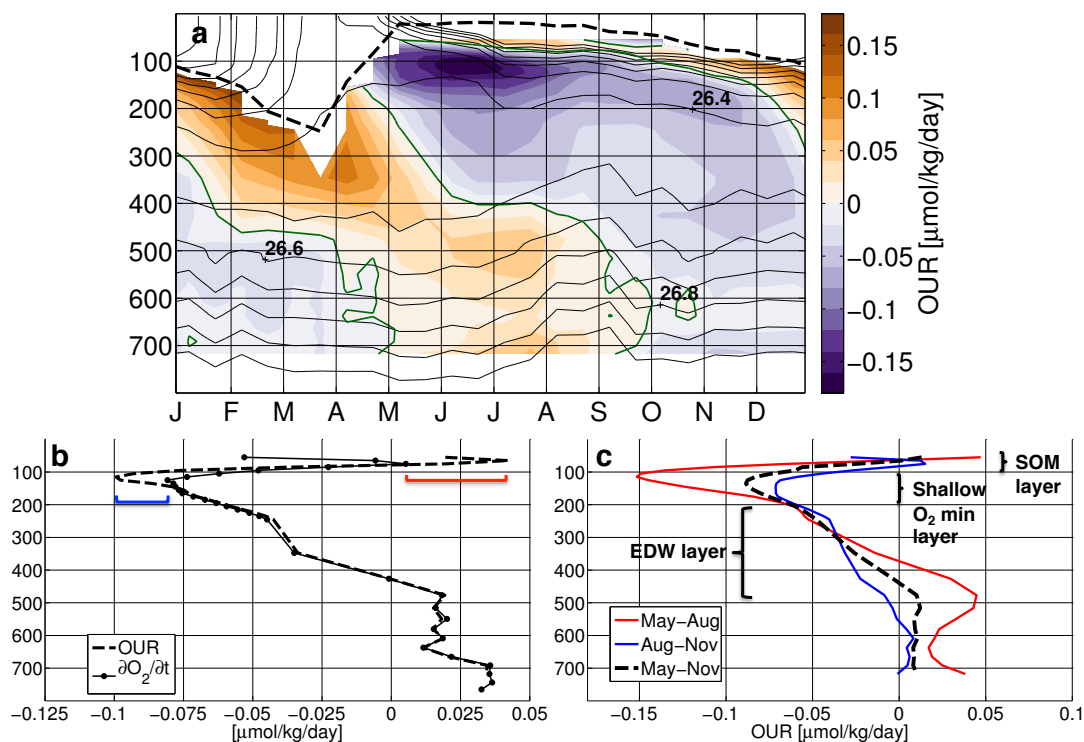 a
100
200
300
400
500
600
700
26.4
26.6
26.8
J F M A M J J A S O N D
0.15
0.1
0.05
0
−0.05
−0.1
−0.15
OUR [μmol/kg/day]
b
100
200
300
400
500
600
700
OUR
∂O2/∂t
−0.125 −0.1 −0.075 −0.05 −0.025 0 0.025 0.05
[μmol/kg/day]
c
100
200
300
400
500
600
700
SOM
layer
Shallow
O2 min
layer
EDW layer
May−Aug
Aug−Nov
May−Nov
−0.15 −0.1 −0.05 0 0.05 0.1
OUR [μmol/kg/day]